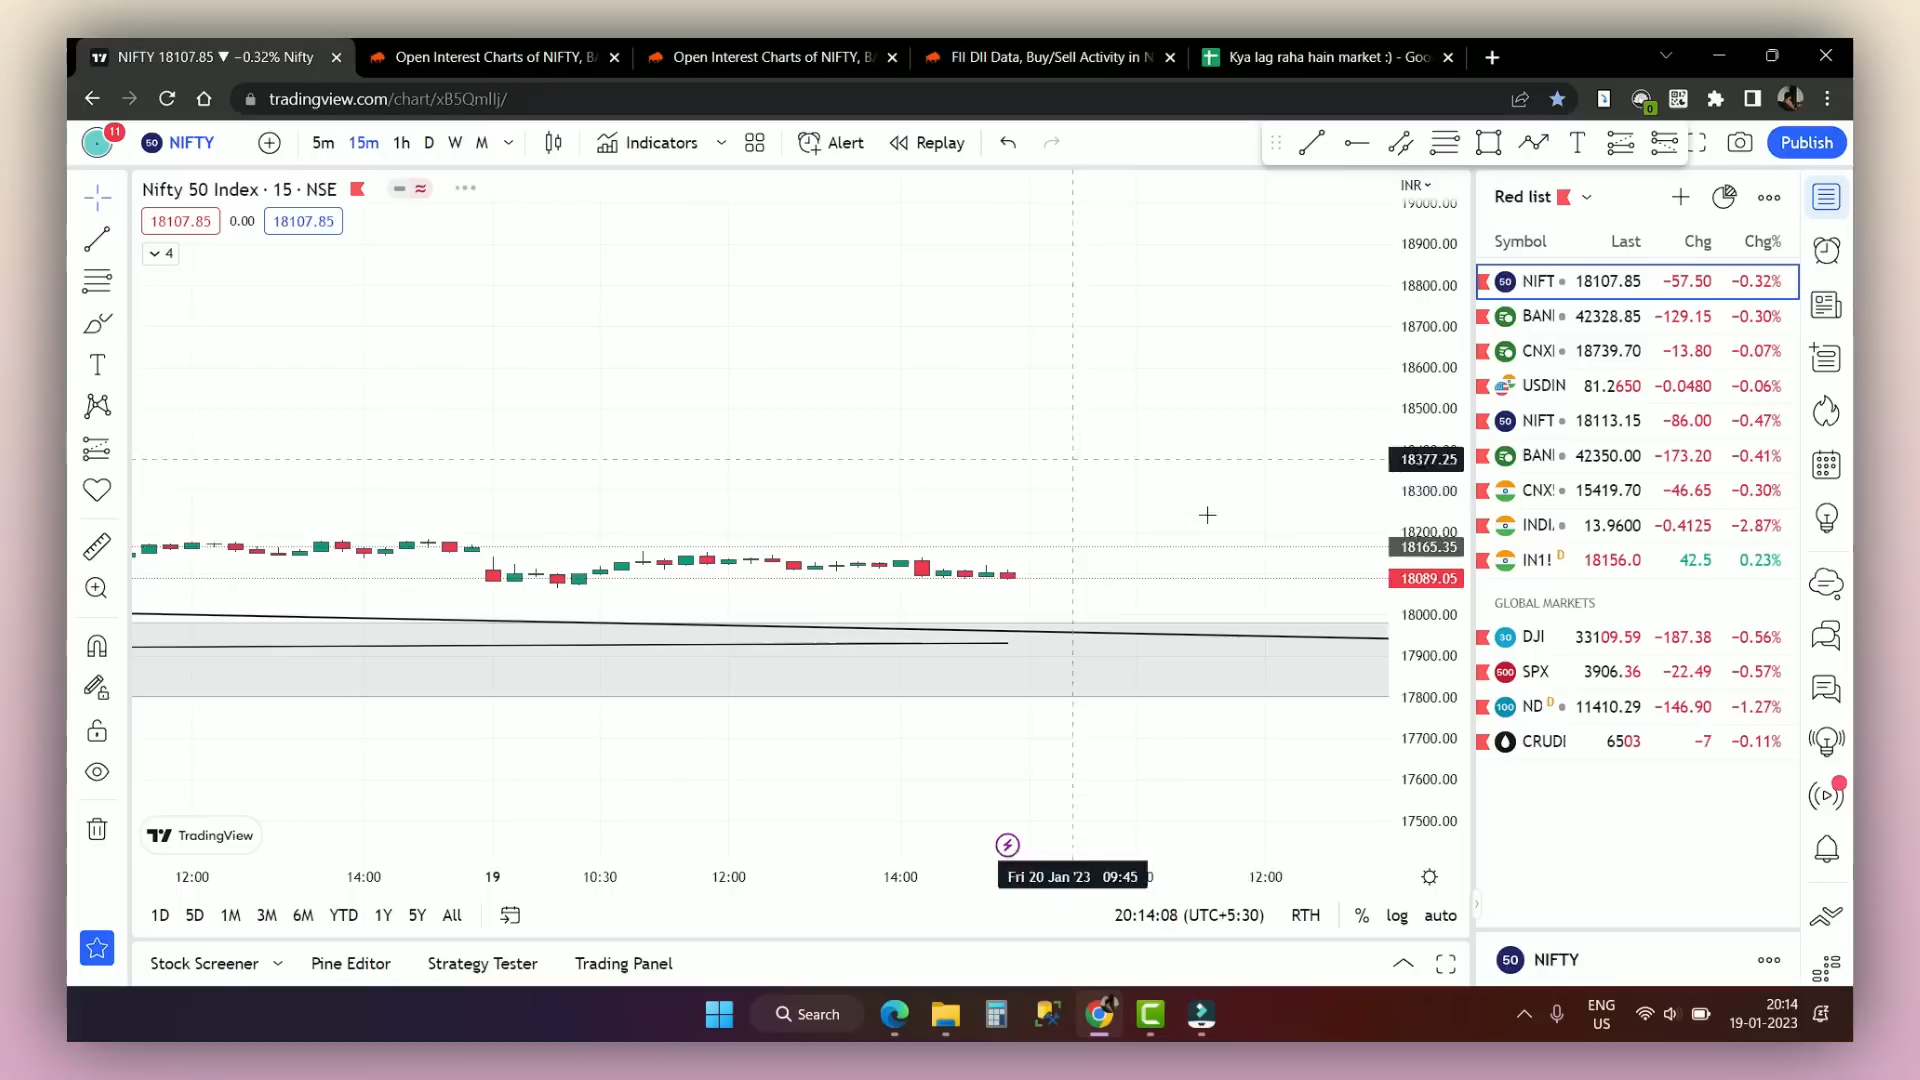 NIFTY 18107.85 ▼ −0.32% Nifty
Open Interest Charts of NIFTY, BA
Open Interest Charts of NIFTY, BA
FII DII Data, Buy/Sell Activity in N
Kya lag raha hain market :) - Goo
tradingview.com/chart/xB5Qmllj/
11
50 NIFTY
5m 15m 1h D W M
Indicators
Alert
Replay
Publish
Nifty 50 Index · 15 · NSE
18107.85 0.00 18107.85
4
INR
19000.00
18900.00
18800.00
18700.00
18600.00
18500.00
18377.25
18300.00
18200.00
18165.35
18089.05
18000.00
17900.00
17800.00
17700.00
17600.00
17500.00
TradingView
12:00 14:00 19 10:30 12:00 14:00 Fri 20 Jan '23 09:45 12:00
1D 5D 1M 3M 6M YTD 1Y 5Y All
20:14:08 (UTC+5:30) RTH % log auto
Stock Screener Pine Editor Strategy Tester Trading Panel
Red list
Symbol Last Chg Chg%
50 NIFT 18107.85 −57.50 −0.32%
BANI 42328.85 −129.15 −0.30%
CNXI 18739.70 −13.80 −0.07%
USDIN 81.2650 −0.0480 −0.06%
50 NIFT 18113.15 −86.00 −0.47%
BANI 42350.00 −173.20 −0.41%
CNX! 15419.70 −46.65 −0.30%
INDI. 13.9600 −0.4125 −2.87%
IN1! D 18156.0 42.5 0.23%
GLOBAL MARKETS
30 DJI 33109.59 −187.38 −0.56%
500 SPX 3906.36 −22.49 −0.57%
100 ND D 11410.29 −146.90 −1.27%
CRUDI 6503 −7 −0.11%
50 NIFTY
Search
ENG
US
20:14
19-01-2023